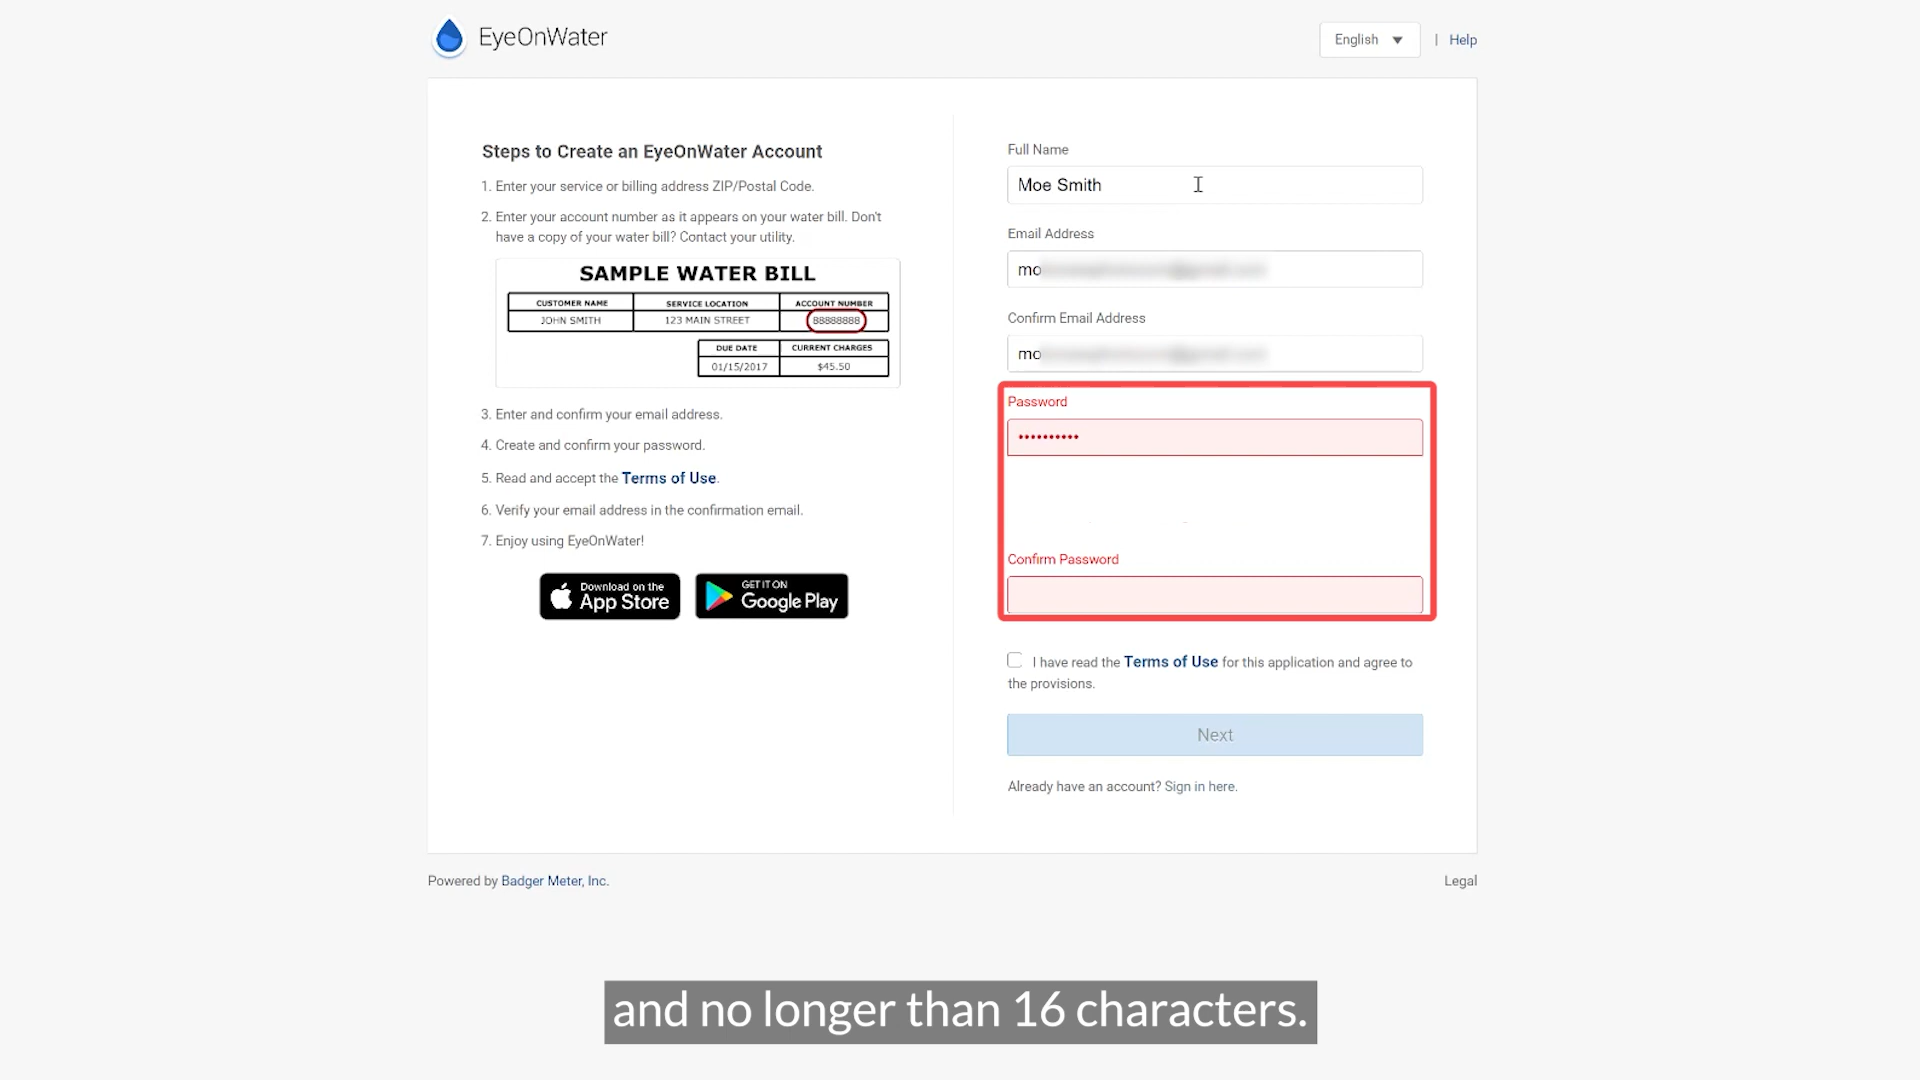 EyeOnWater
English
|
Help
Steps to Create an EyeOnWater Account
1. Enter your service or billing address ZIP/Postal Code.
2. Enter your account number as it appears on your water bill. Don't
have a copy of your water bill? Contact your utility.
SAMPLE WATER BILL
CUSTOMER NAME SERVICE LOCATION ACCOUNT NUMBER
JOHN SMITH 123 MAIN STREET 88888888
DUE DATE CURRENT CHARGES
01/15/2017 $45.50
3. Enter and confirm your email address.
4. Create and confirm your password.
5. Read and accept the Terms of Use.
6. Verify your email address in the confirmation email.
7. Enjoy using EyeOnWater!
Download on the
App Store
GET IT ON
Google Play
Full Name
Moe Smith
Email Address
mo
Confirm Email Address
mo
Password
••••••••••
Confirm Password
I have read the Terms of Use for this application and agree to
the provisions.
Next
Already have an account? Sign in here.
Powered by Badger Meter, Inc.
Legal
and no longer than 16 characters.